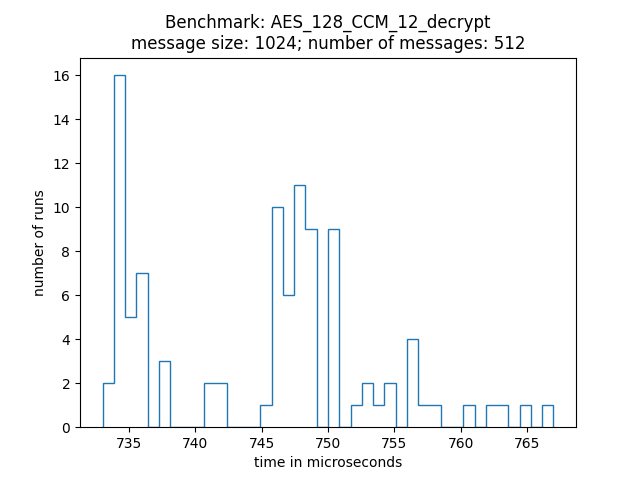 Benchmark: AES_128_CCM_12_decrypt
message size: 1024; number of messages: 512
16
14
12
10
8
6
4
2
0
number of runs
735 740 745 750 755 760 765
time in microseconds